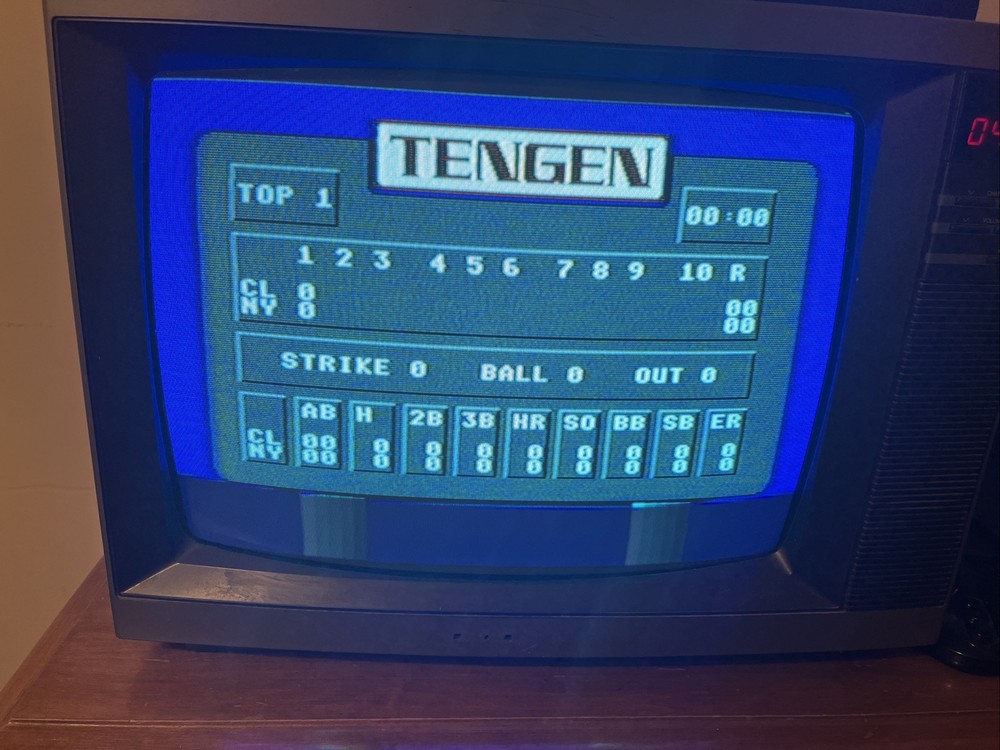 TENGEN
TOP 1
00:00
1 2 3 4 5 6 7 8 9 10 R
CL 0 00
NY 0 00
STRIKE 0 BALL 0 OUT 0
AB H 2B 3B HR SO BB SB ER
CL 00 0 0 0 0 0 0 0 0
NY 00 0 0 0 0 0 0 0 0